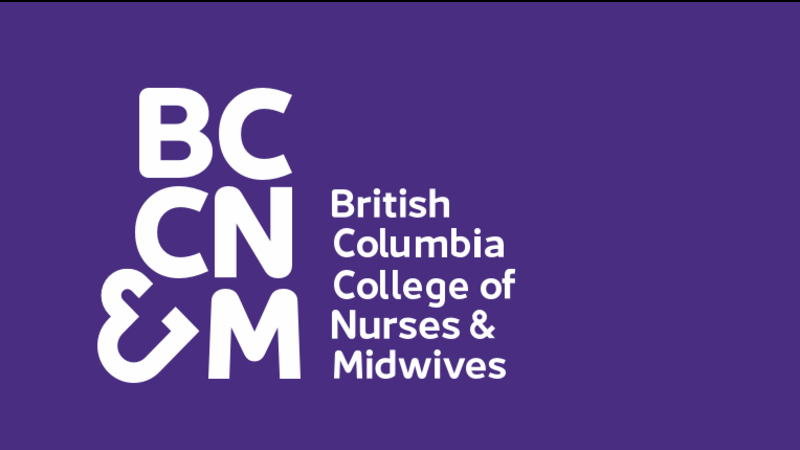 BC
CN
&M
British
Columbia
College of
Nurses &
Midwives